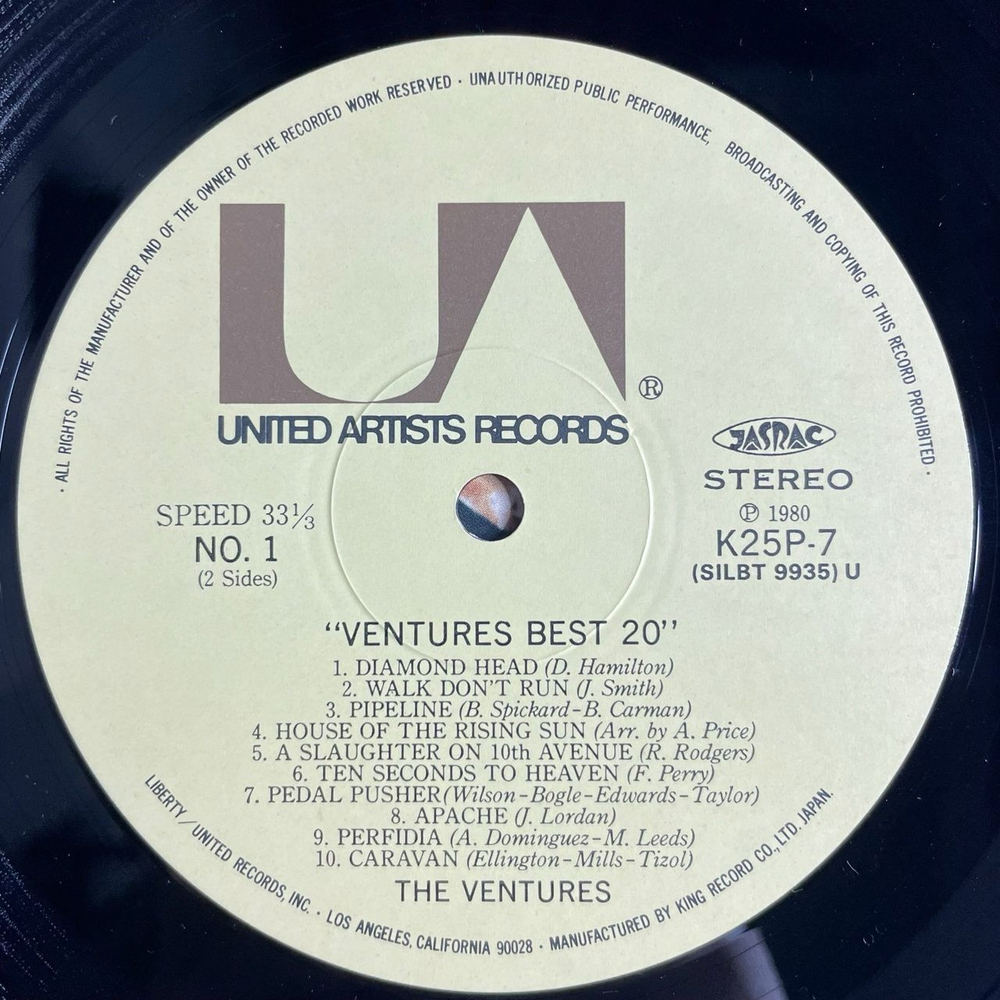 · ALL RIGHTS OF THE MANUFACTURER AND OF THE OWNER OF THE RECORDED WORK RESERVED · UNAUTHORIZED PUBLIC PERFORMANCE, BROADCASTING AND COPYING OF THIS RECORD PROHIBITED ·
UA ®
UNITED ARTISTS RECORDS
JASRAC
STEREO
SPEED 33⅓
NO. 1
(2 Sides)
℗ 1980
K25P-7
(SILBT 9935) U
“VENTURES BEST 20”
1. DIAMOND HEAD (D. Hamilton)
2. WALK DON'T RUN (J. Smith)
3. PIPELINE (B. Spickard-B. Carman)
4. HOUSE OF THE RISING SUN (Arr. by A. Price)
5. A SLAUGHTER ON 10th AVENUE (R. Rodgers)
6. TEN SECONDS TO HEAVEN (F. Perry)
7. PEDAL PUSHER (Wilson-Bogle-Edwards-Taylor)
8. APACHE (J. Lordan)
9. PERFIDIA (A. Dominguez-M. Leeds)
10. CARAVAN (Ellington-Mills-Tizol)
THE VENTURES
LIBERTY/UNITED RECORDS, INC. · LOS ANGELES, CALIFORNIA 90028 · MANUFACTURED BY KING RECORD CO., LTD. JAPAN.